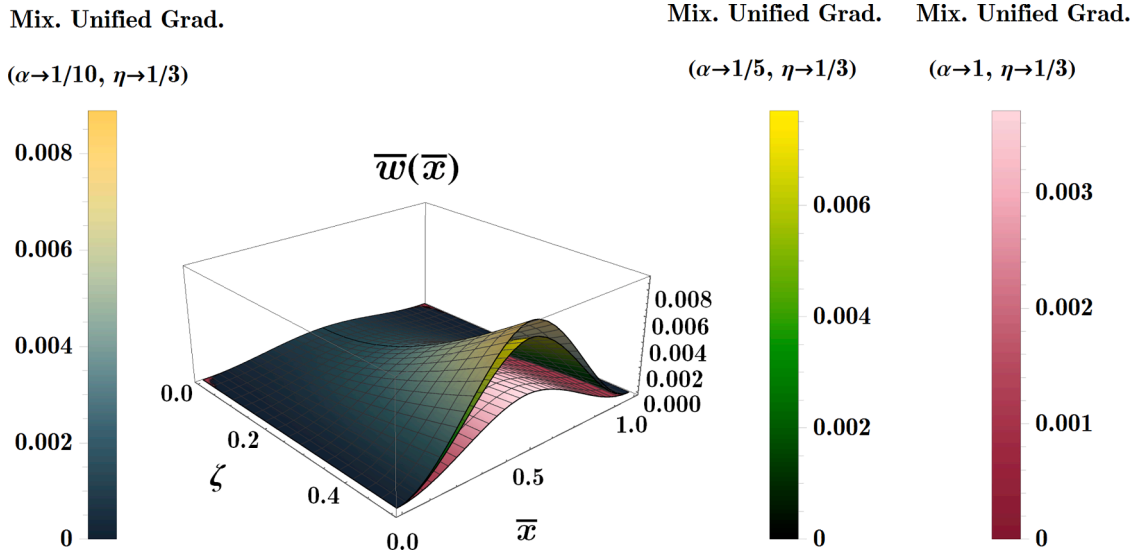 Mix. Unified Grad.
(α→1/10, η→1/3)
0.008
0.006
0.004
0.002
0
w̅(x̅)
0.0
0.2
0.4
ζ
0.0
0.5
1.0
x̅
0.008
0.006
0.004
0.002
0.000
Mix. Unified Grad.
(α→1/5, η→1/3)
0.006
0.004
0.002
0
Mix. Unified Grad.
(α→1, η→1/3)
0.003
0.002
0.001
0